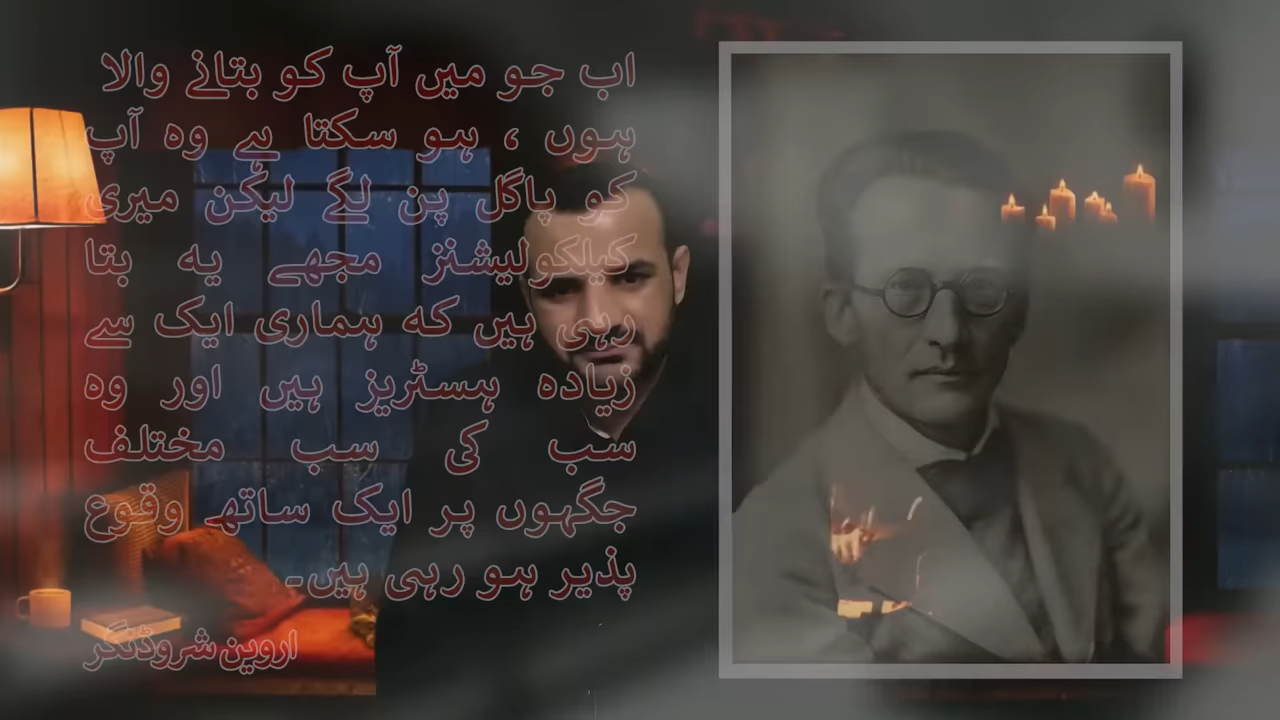 اب جو میں آپ کو بتانے والا
ہوں ، ہو سکتا ہے وہ آپ
کو پاگل پن لگے لیکن میری
کیلکولیشنز مجھے یہ بتا
رہی ہیں کہ ہماری ایک سے
زیادہ ہسٹریز ہیں اور وہ
سب کی سب مختلف
جگہوں پر ایک ساتھ وقوع
پذیر ہو رہی ہیں۔
اروین شروڈنگر